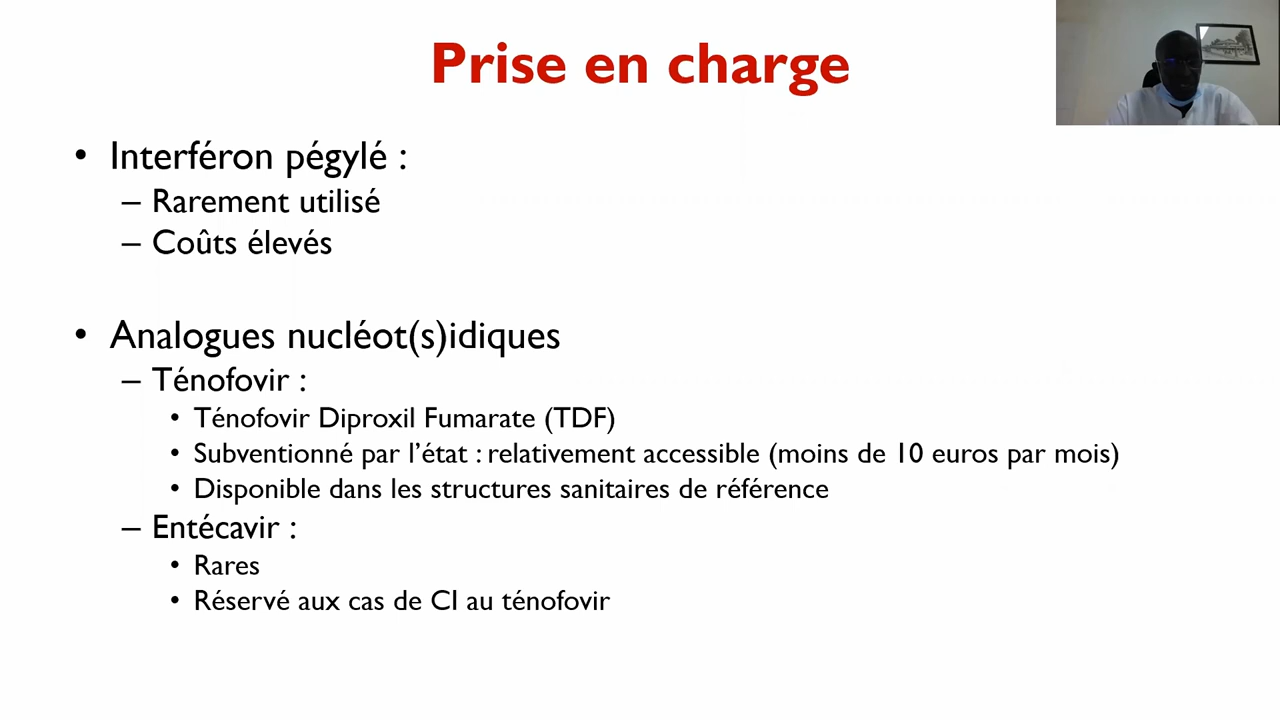 Prise en charge
• Interféron pégylé :
– Rarement utilisé
– Coûts élevés
• Analogues nucléot(s)idiques
– Ténofovir :
• Ténofovir Diproxil Fumarate (TDF)
• Subventionné par l’état : relativement accessible (moins de 10 euros par mois)
• Disponible dans les structures sanitaires de référence
– Entécavir :
• Rares
• Réservé aux cas de CI au ténofovir